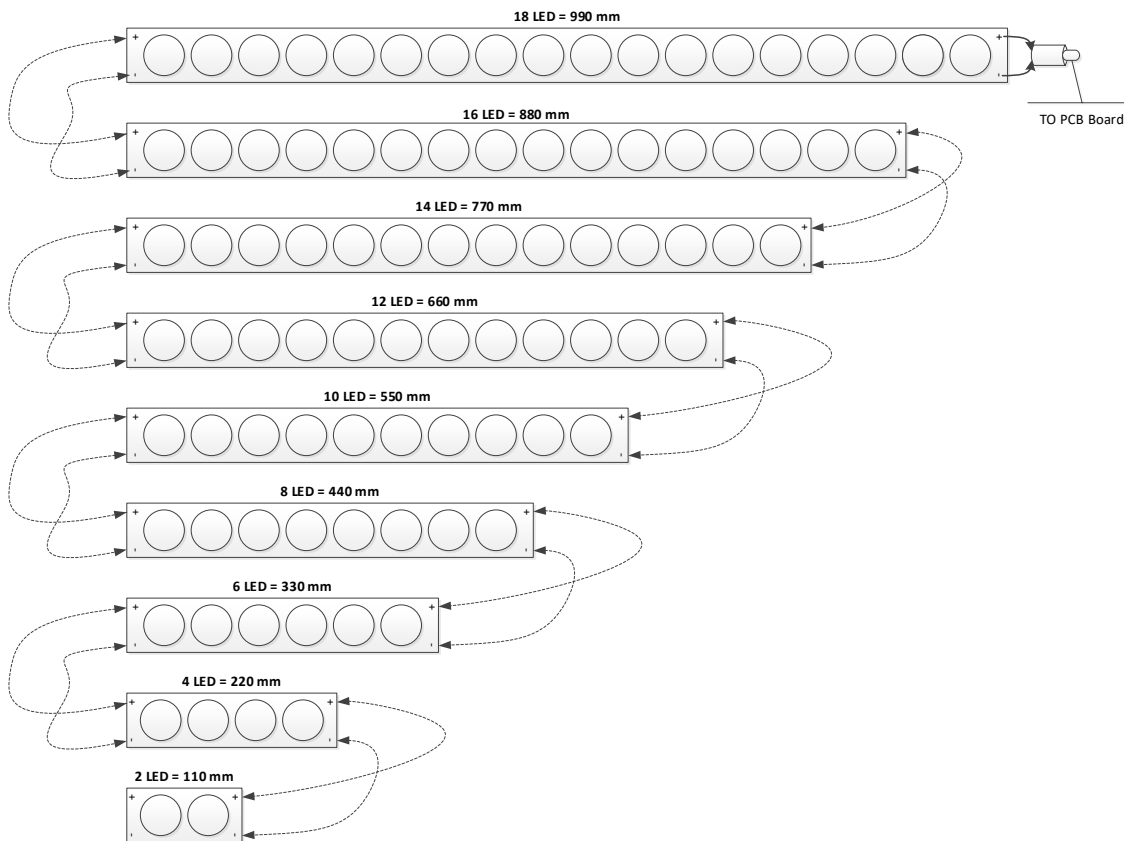 18 LED = 990 mm
+ +
- -
TO PCB Board
16 LED = 880 mm
+ +
- -
14 LED = 770 mm
+ +
- -
12 LED = 660 mm
+ +
- -
10 LED = 550 mm
+ +
- -
8 LED = 440 mm
+ +
- -
6 LED = 330 mm
+ +
- -
4 LED = 220 mm
+ +
- -
2 LED = 110 mm
+ +
- -